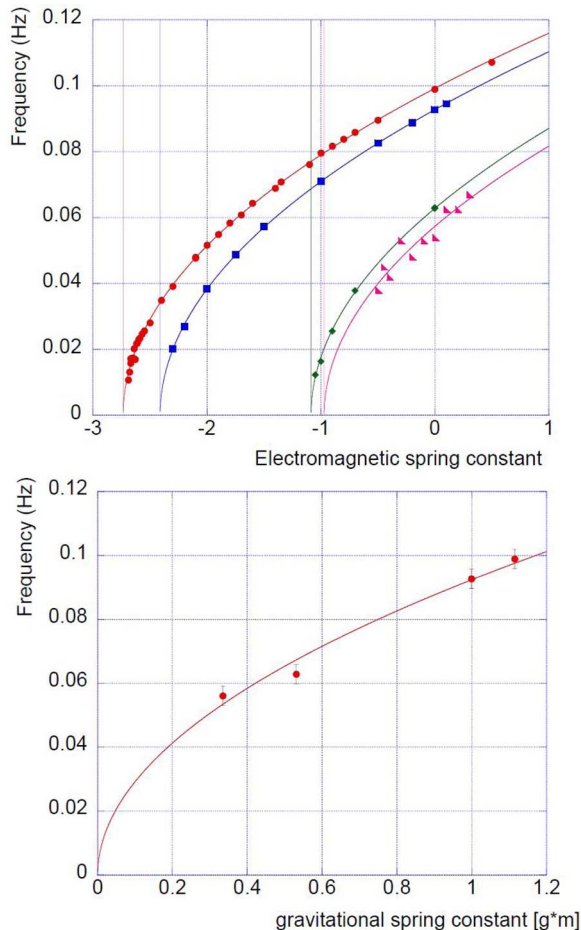 0.12
Frequency (Hz)
0.1
0.08
0.06
0.04
0.02
0
-3 -2 -1 0 1
Electromagnetic spring constant
0.12
Frequency (Hz)
0.1
0.08
0.06
0.04
0.02
0
0 0.2 0.4 0.6 0.8 1 1.2
gravitational spring constant [g*m]